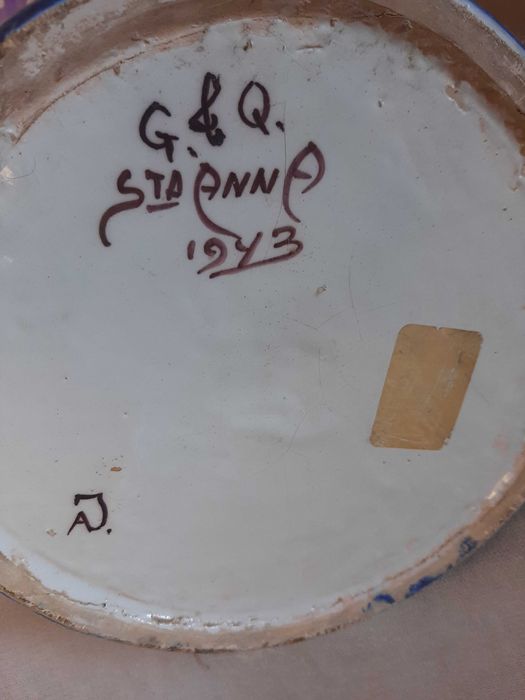 G. & Q.
STA ANNA
1943
AJ.